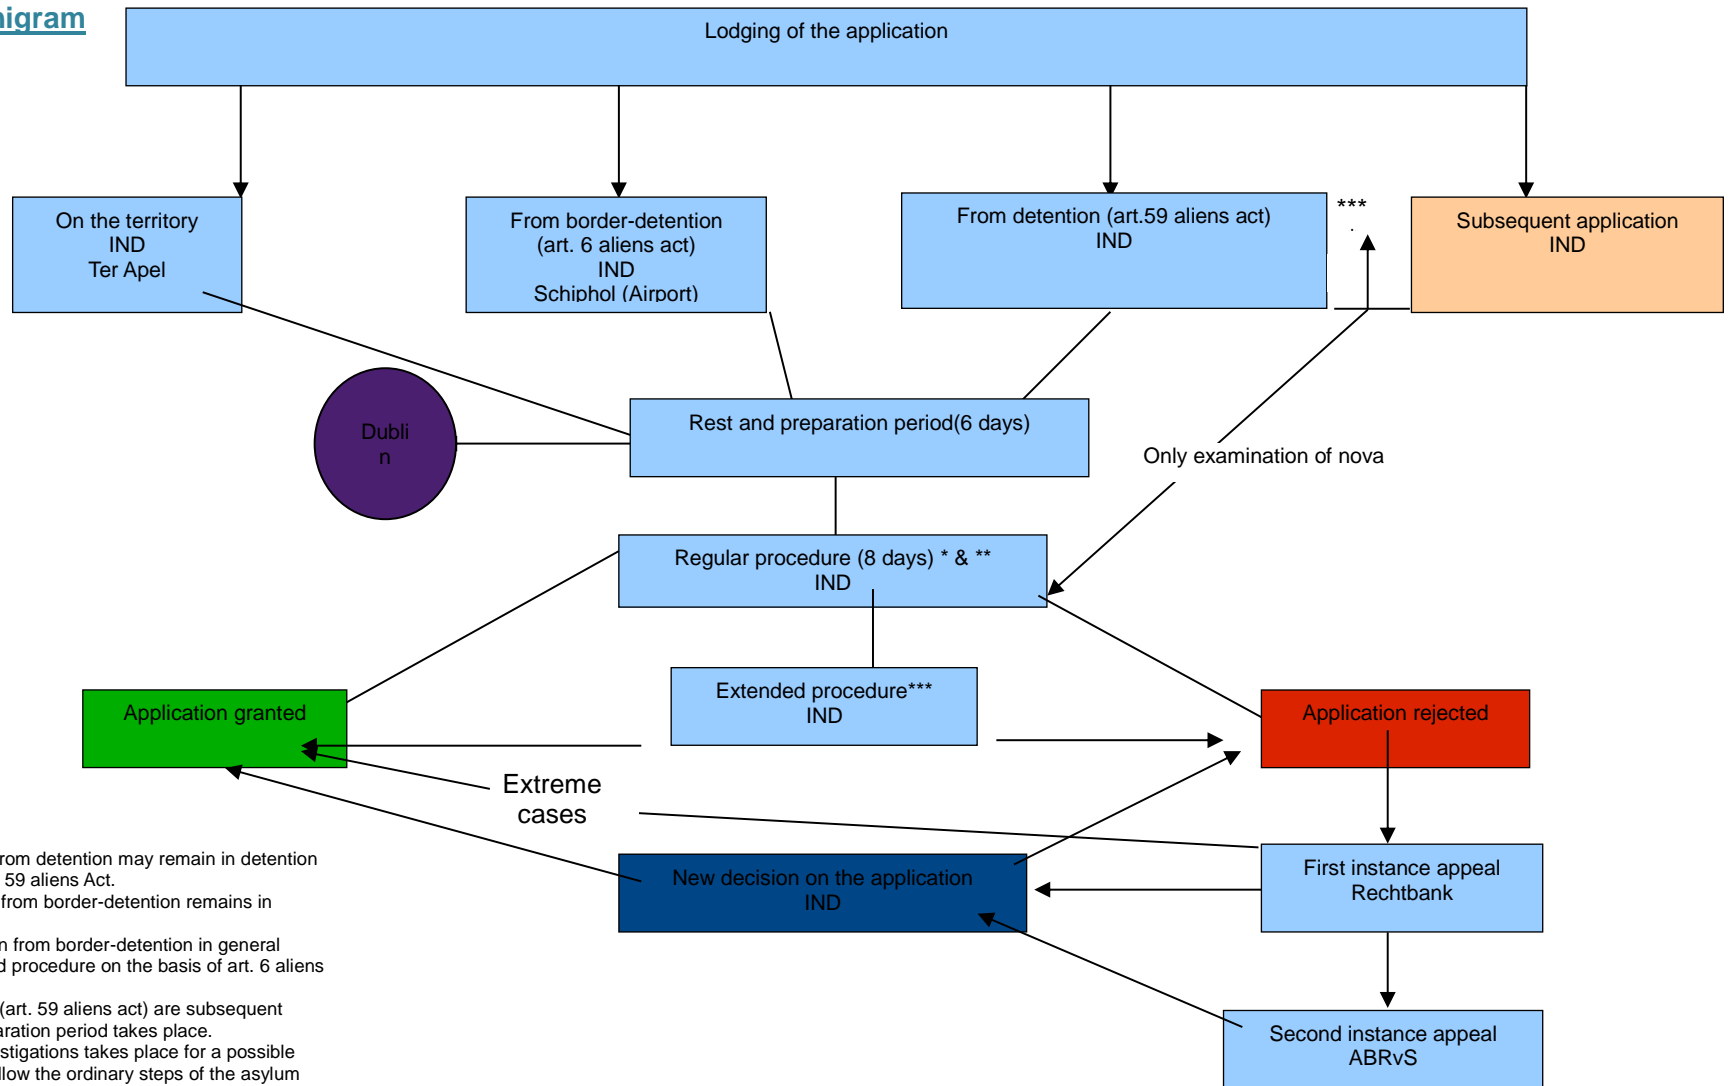 nigram
Lodging of the application
On the territory
IND
Ter Apel
From border-detention
(art. 6 aliens act)
IND
Schiphol (Airport)
From detention (art.59 aliens act)
IND
***
.
Subsequent application
IND
Dubli
n
Rest and preparation period(6 days)
Only examination of nova
Regular procedure (8 days) * & **
IND
Extended procedure***
IND
Application granted
Application rejected
Extreme
cases
New decision on the application
IND
First instance appeal
Rechtbank
Second instance appeal
ABRvS
rom detention may remain in detention
59 aliens Act.
from border-detention remains in
n from border-detention in general
d procedure on the basis of art. 6 aliens
(art. 59 aliens act) are subsequent
aration period takes place.
stigations takes place for a possible
llow the ordinary steps of the asylum